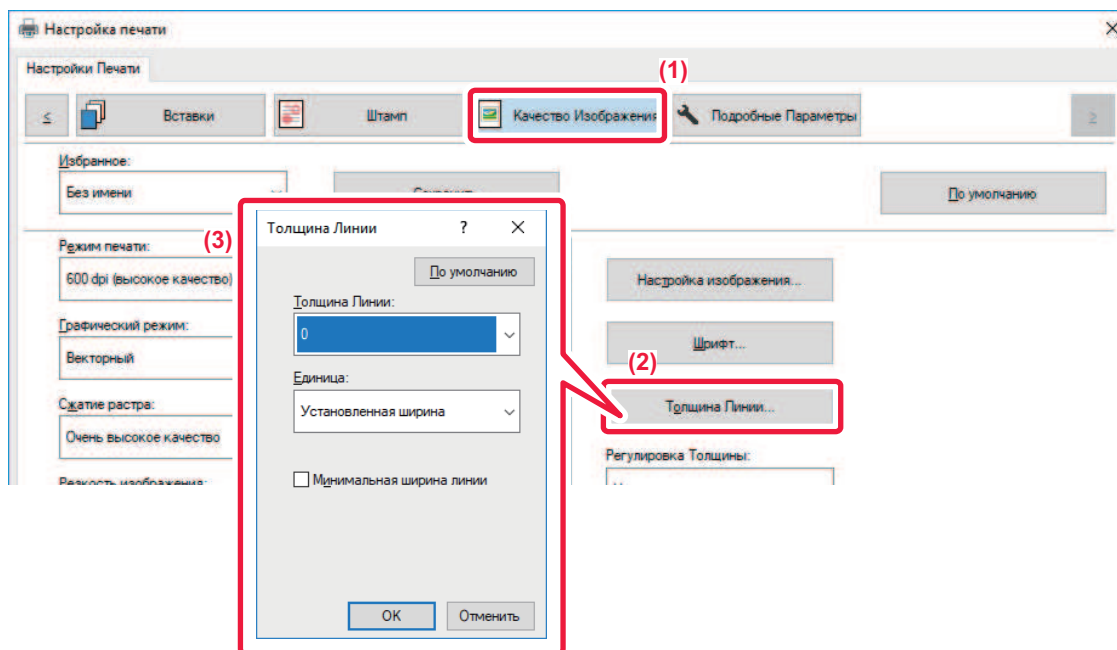 Настройка печати
Настройки Печати
(1)
≤ Вставки Штамп Качество Изображения Подробные Параметры ≥
Избранное:
Без имени
По умолчанию
(3)
Толщина Линии ? ×
По умолчанию
Толщина Линии:
0
Единица:
Установленная ширина
Минимальная ширина линии
OK Отменить
Режим печати:
600 dpi (высокое качество)
Графический режим:
Векторный
Сжатие растра:
Очень высокое качество
Резкость изображения:
Настройка изображения...
Шрифт...
(2)
Толщина Линии...
Регулировка Толщины: